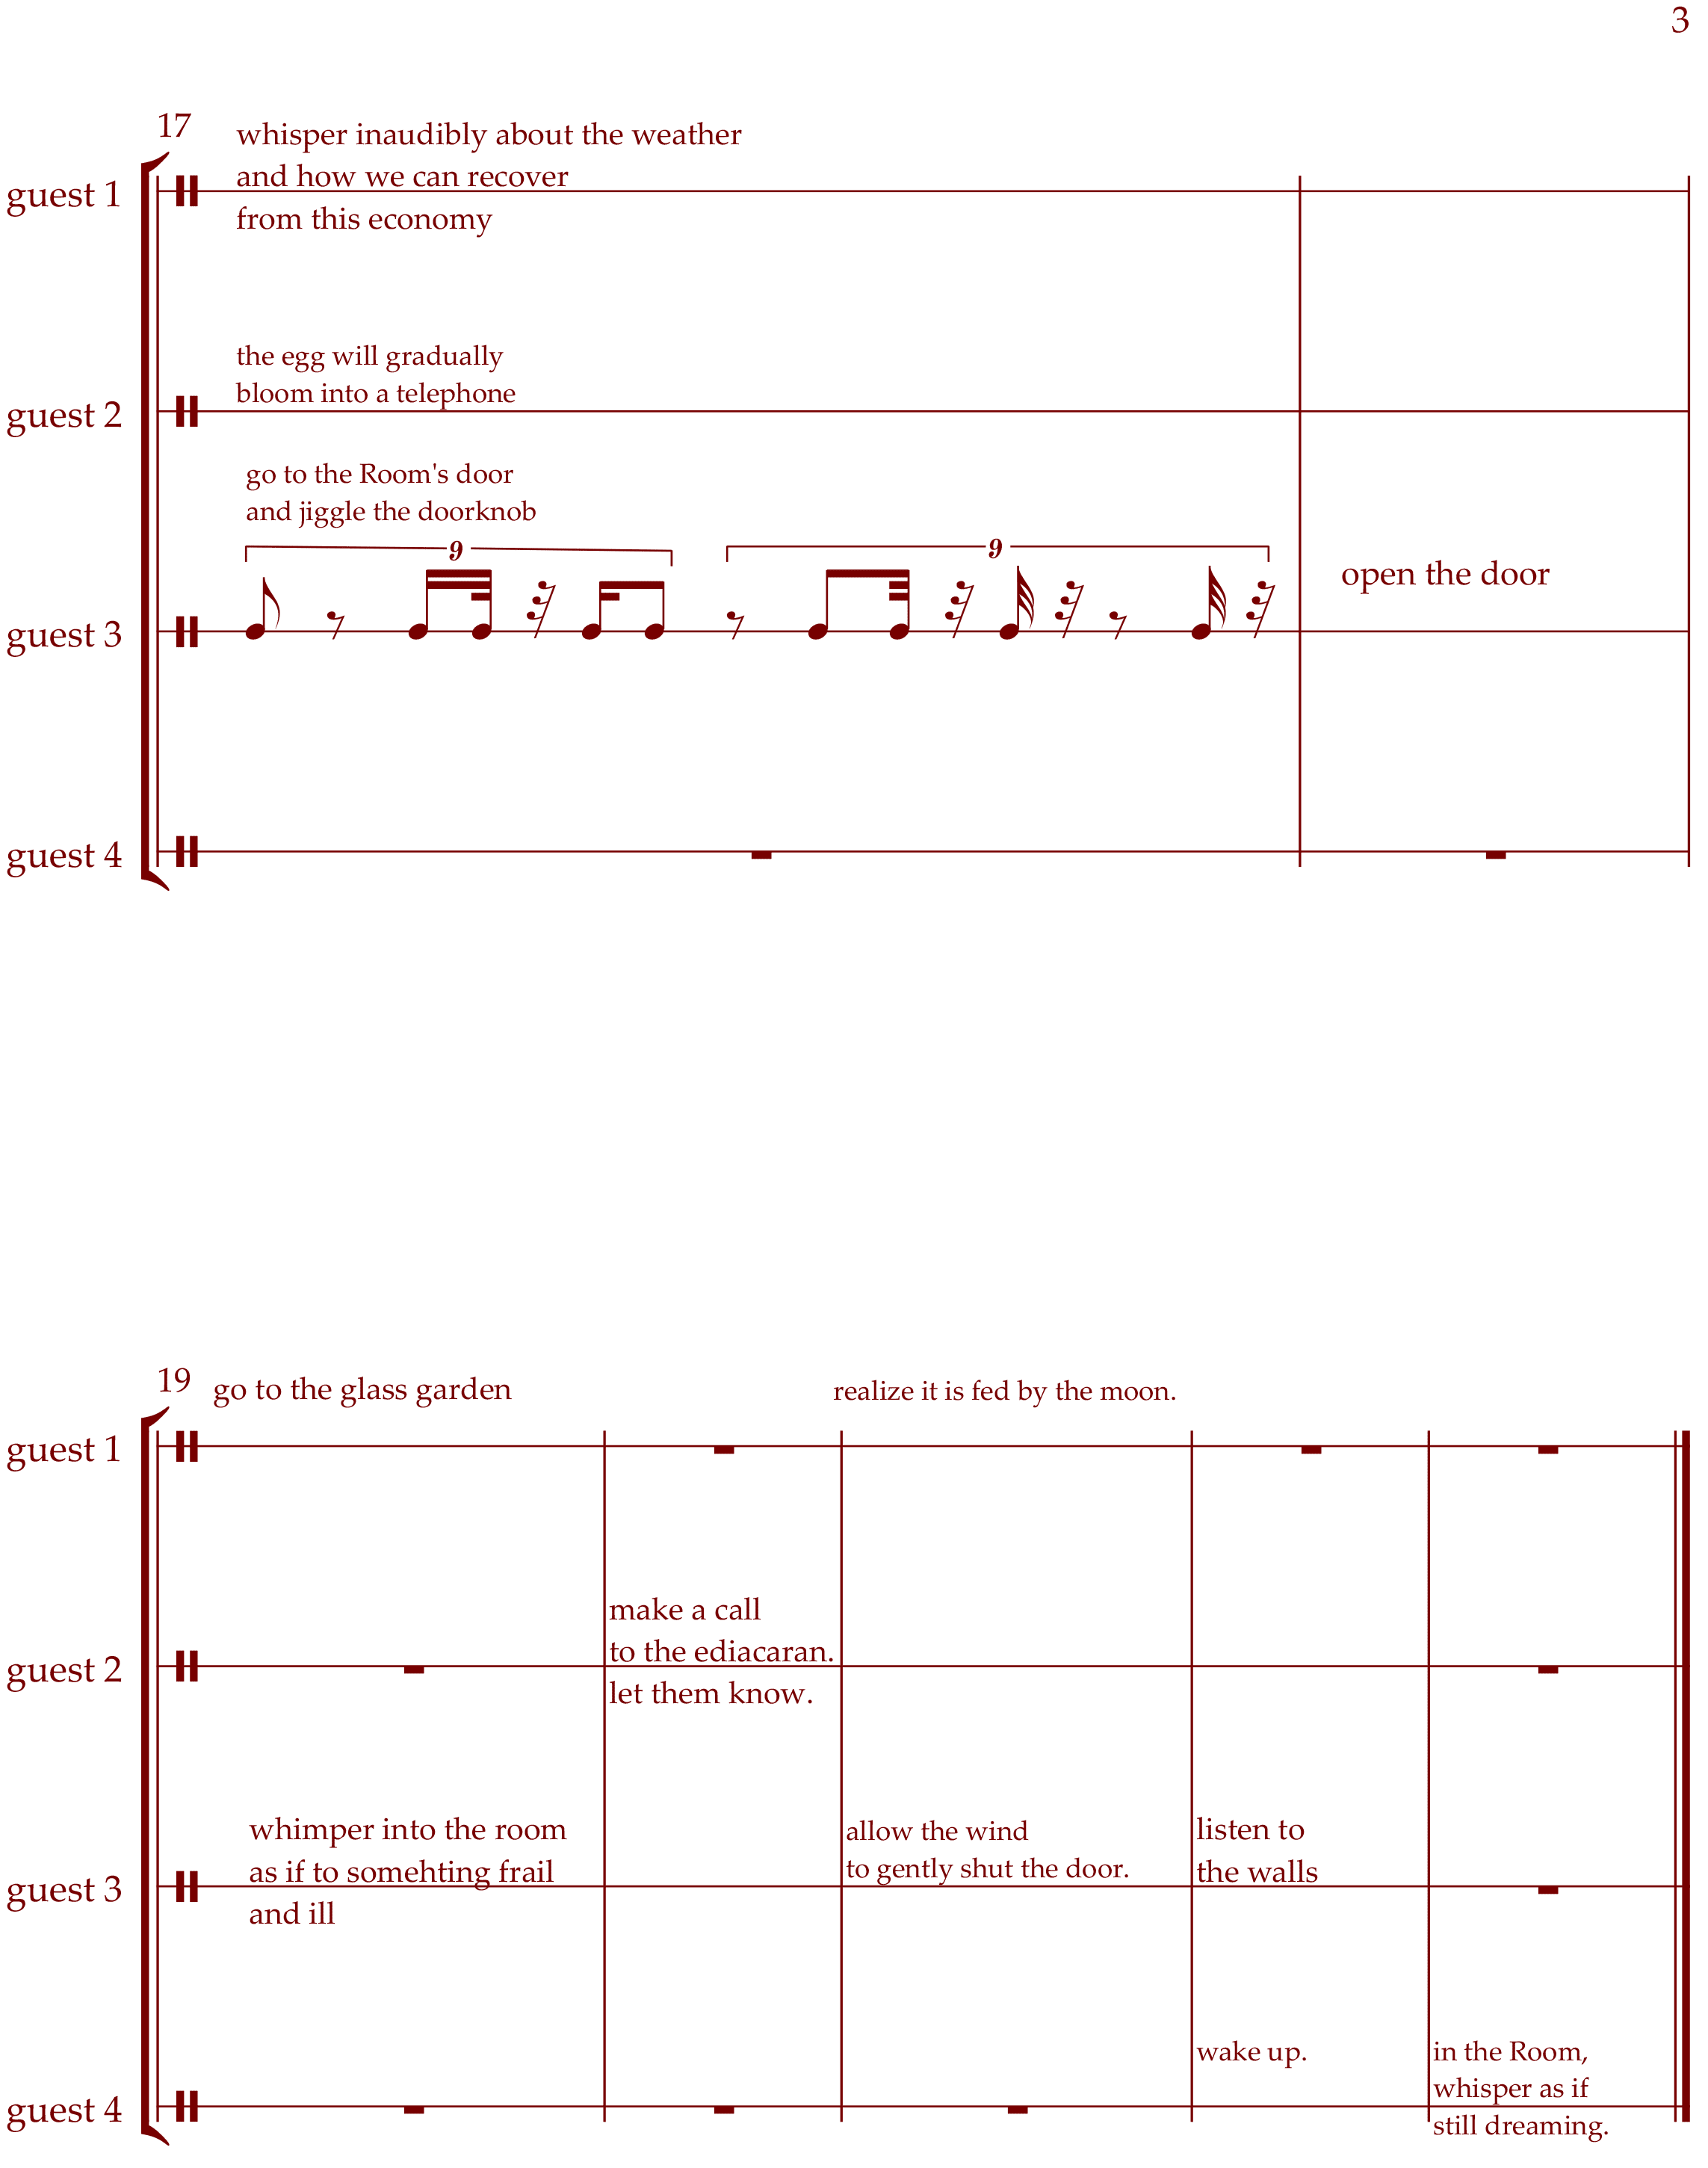 3
17
whisper inaudibly about the weather
and how we can recover
from this economy
guest 1
the egg will gradually
bloom into a telephone
guest 2
go to the Room's door
and jiggle the doorknob
9
9
open the door
guest 3
guest 4
19
go to the glass garden
realize it is fed by the moon.
guest 1
make a call
to the ediacaran.
let them know.
guest 2
whimper into the room
as if to somehting frail
and ill
allow the wind
to gently shut the door.
listen to
the walls
guest 3
wake up.
in the Room,
whisper as if
still dreaming.
guest 4